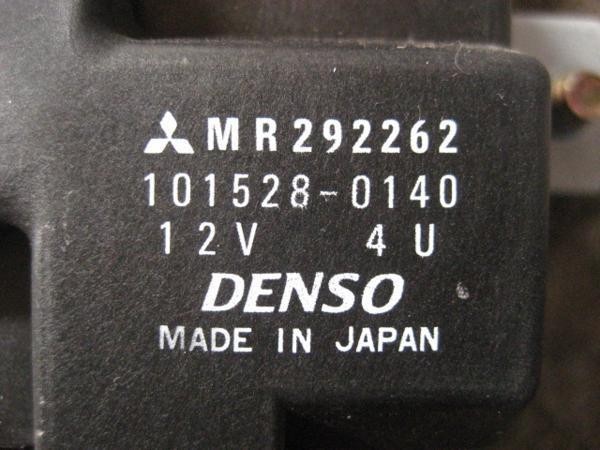 MR292262
101528-0140
12V 4U
DENSO
MADE IN JAPAN